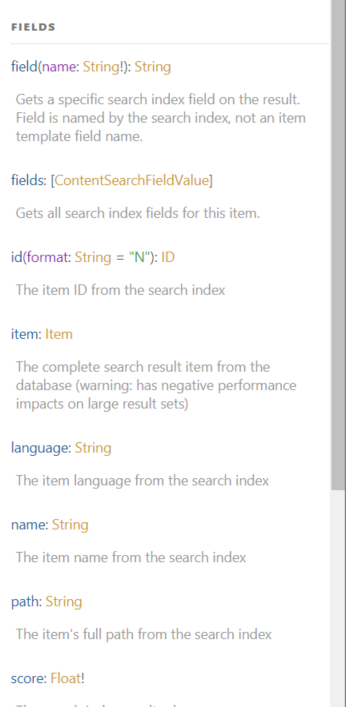 FIELDS
field(name: String!): String
Gets a specific search index field on the result.
Field is named by the search index, not an item
template field name.
fields: [ContentSearchFieldValue]
Gets all search index fields for this item.
id(format: String = "N"): ID
The item ID from the search index
item: Item
The complete search result item from the
database (warning: has negative performance
impacts on large result sets)
language: String
The item language from the search index
name: String
The item name from the search index
path: String
The item's full path from the search index
score: Float!